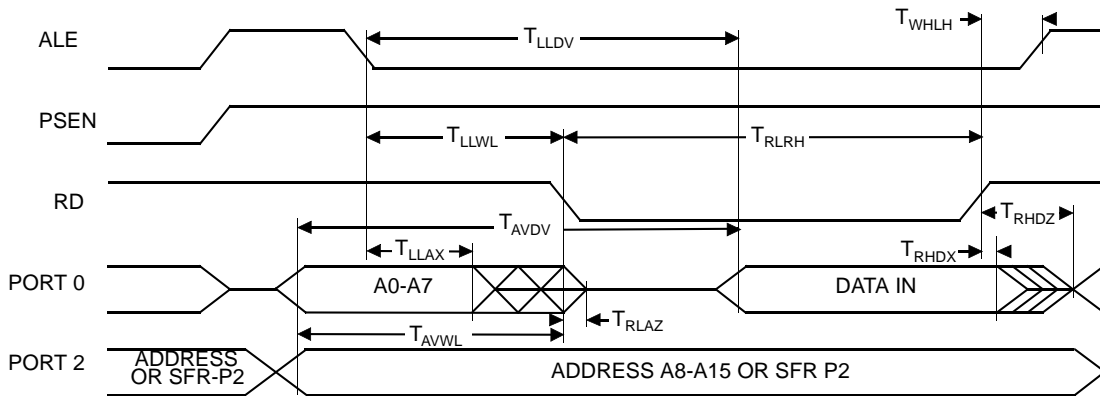 ALE
T_LLDV
T_WHLH
PSEN
T_LLWL
T_RLRH
RD
T_AVDV
T_RHDZ
T_LLAX
T_RHDX
PORT 0
A0-A7
DATA IN
T_RLAZ
T_AVWL
PORT 2
ADDRESS
OR SFR-P2
ADDRESS A8-A15 OR SFR P2